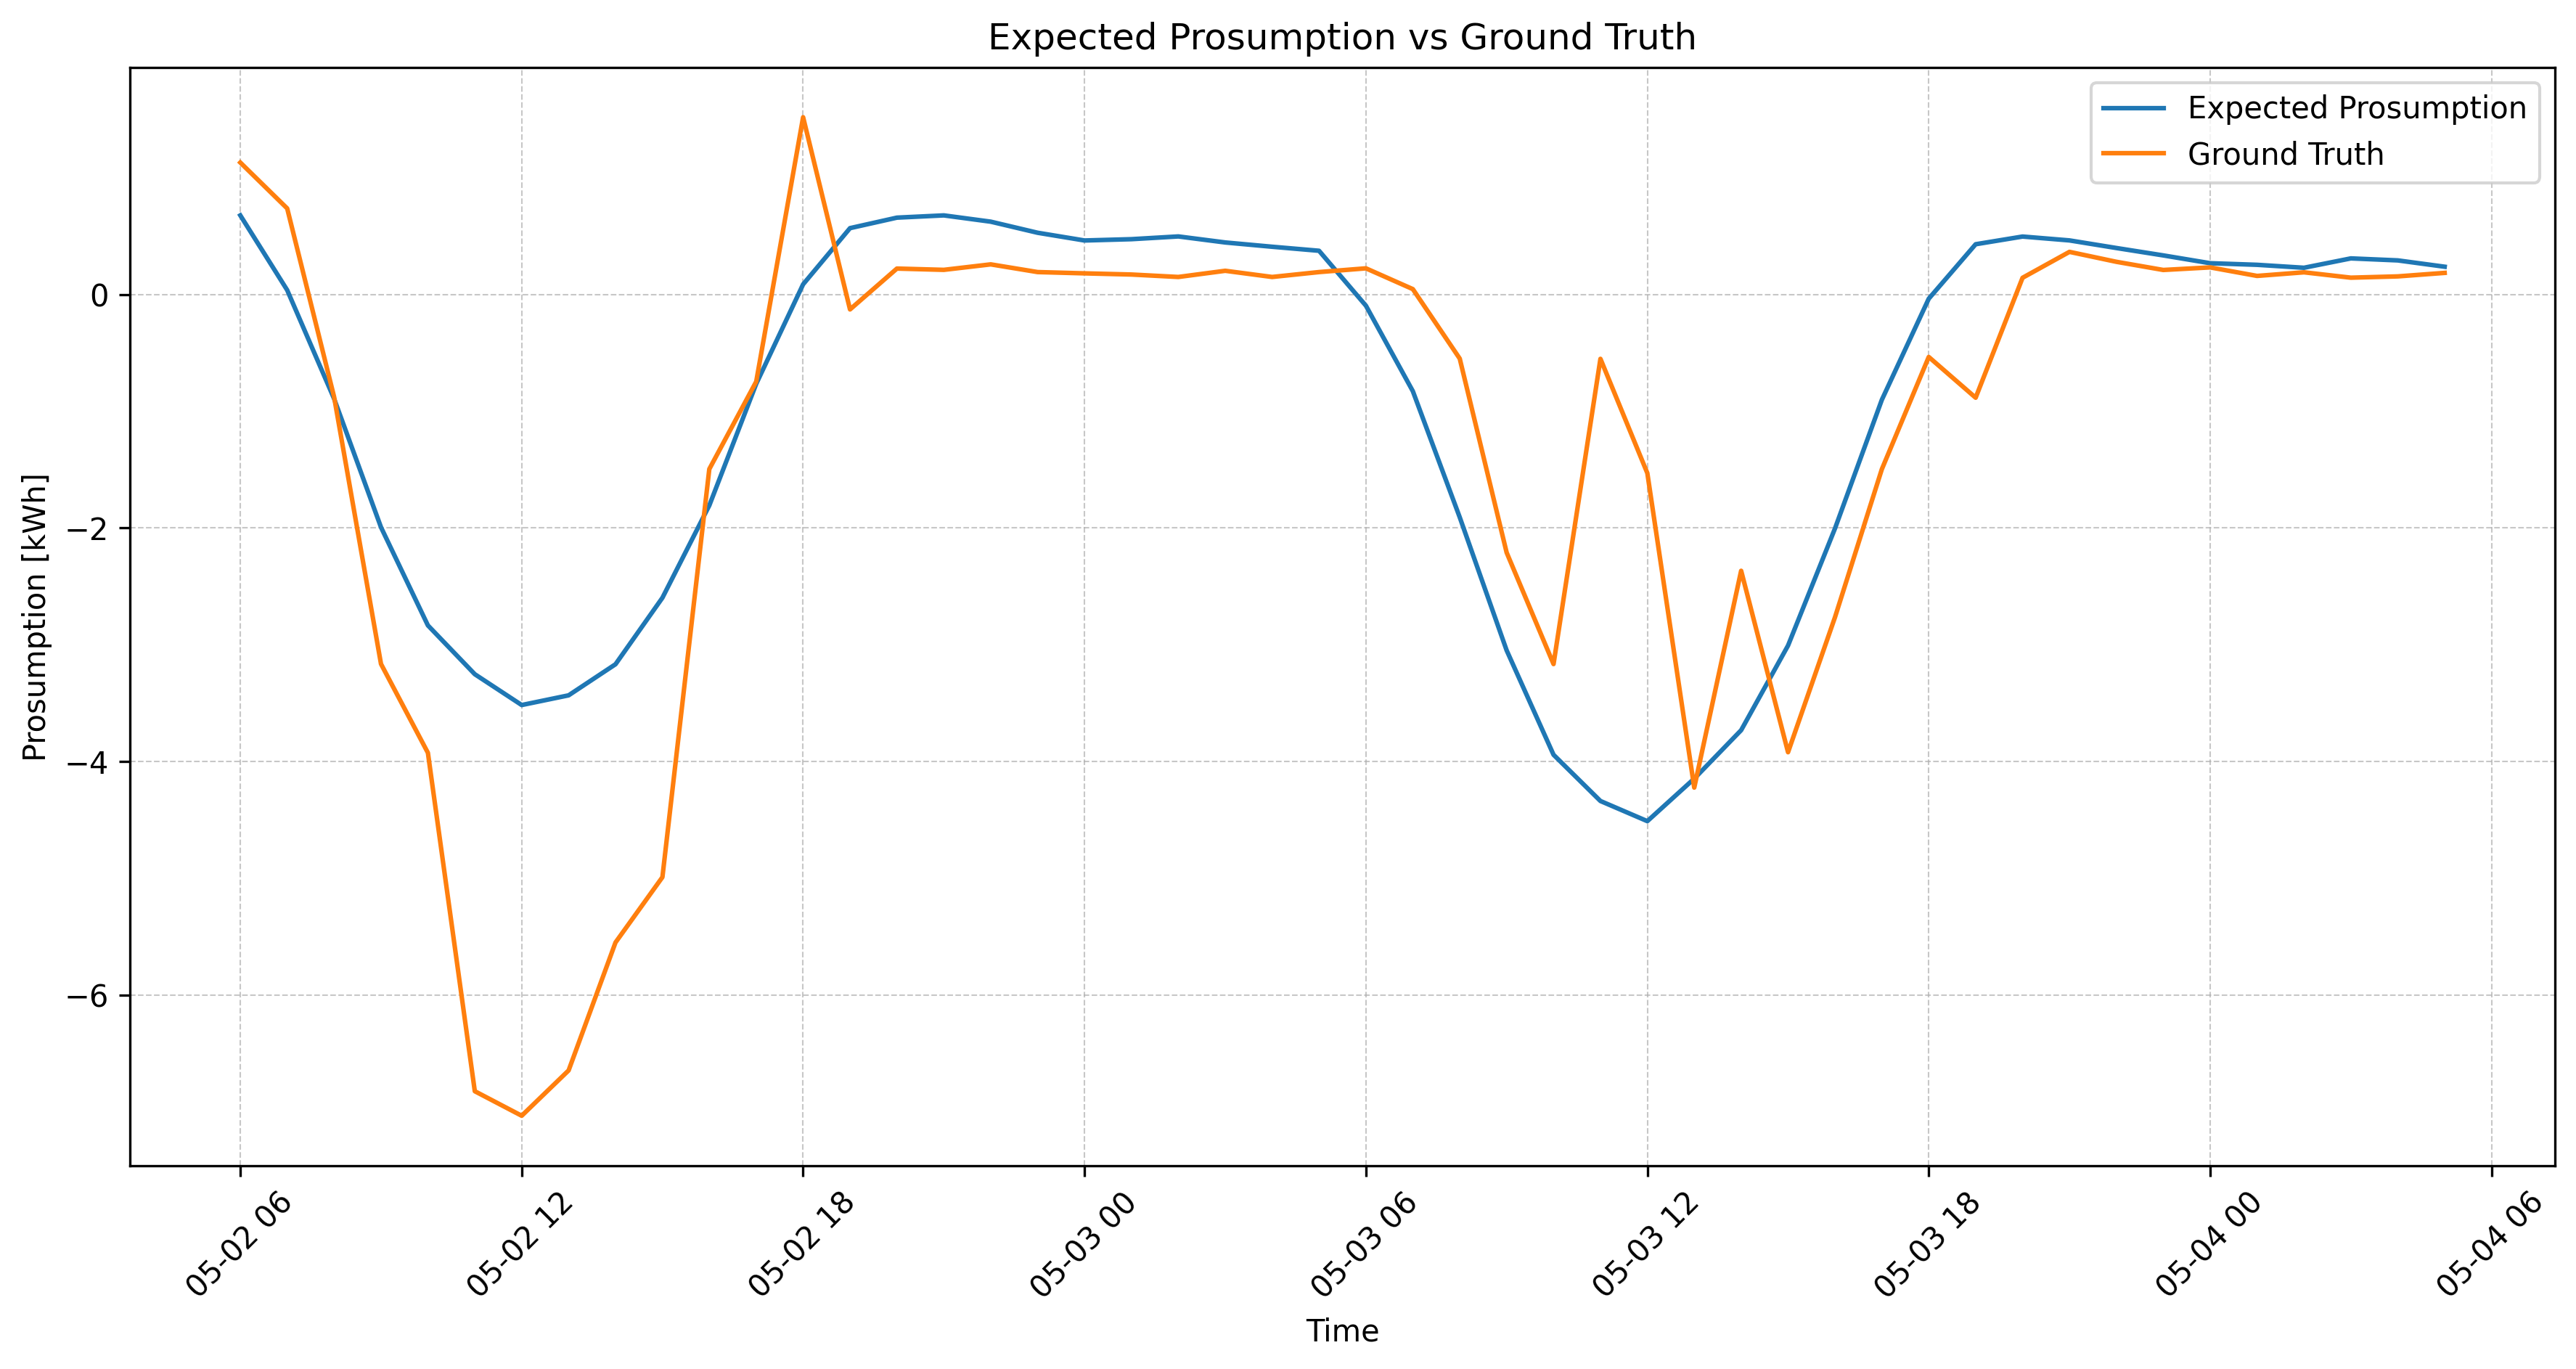 Expected Prosumption vs Ground Truth
Expected Prosumption
Ground Truth
Prosumption [kWh]
0
−2
−4
−6
05-02 06
05-02 12
05-02 18
05-03 00
05-03 06
05-03 12
05-03 18
05-04 00
05-04 06
Time